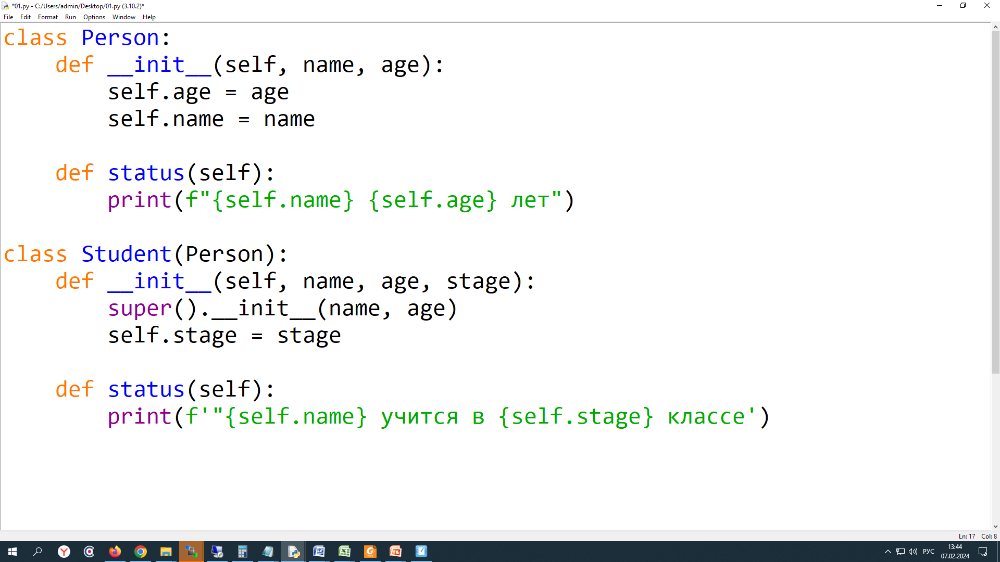 *01.py - C:/Users/admin/Desktop/01.py (3.10.2)*
File Edit Format Run Options Window Help
class Person:
    def __init__(self, name, age):
        self.age = age
        self.name = name
    def status(self):
        print(f"{self.name} {self.age} лет")
class Student(Person):
    def __init__(self, name, age, stage):
        super().__init__(name, age)
        self.stage = stage
    def status(self):
        print(f'"{self.name} учится в {self.stage} классе')
Ln: 17 Col: 8
РУС
13:44
07.02.2024